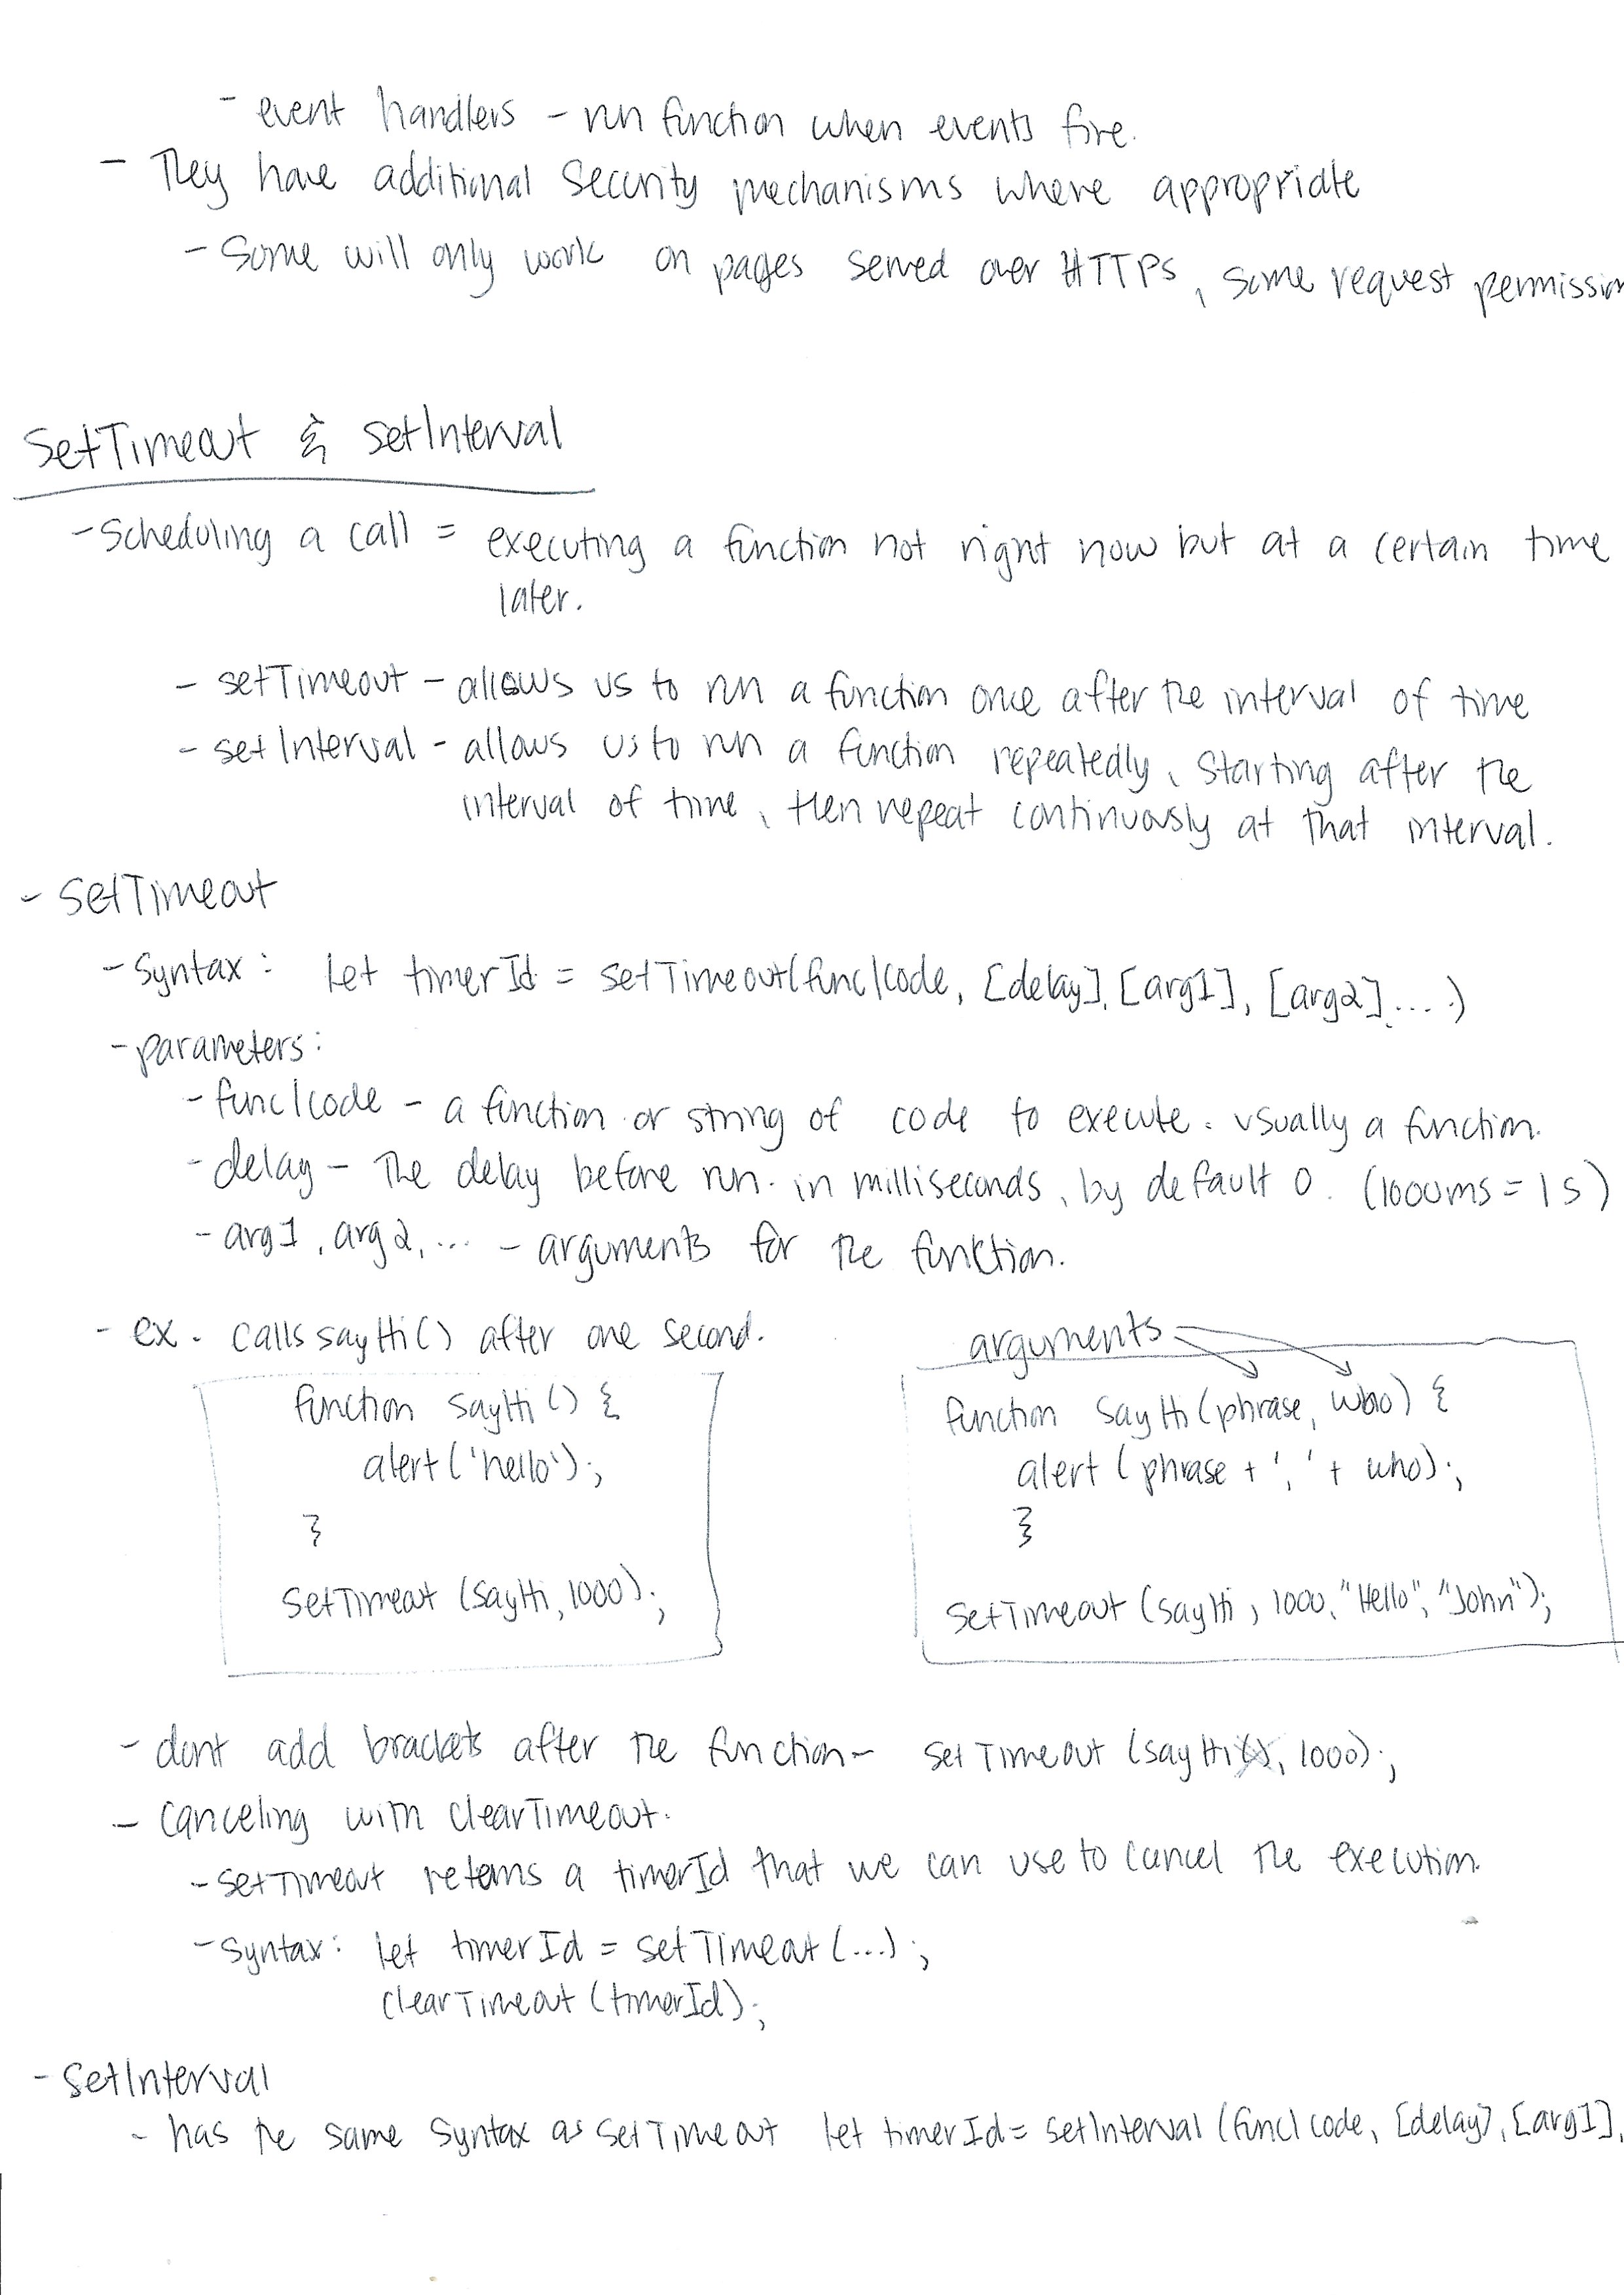 - event handlers - run function when events fire.
- They have additional security mechanisms where appropriate
- Some will only work on pages served over HTTPS, some request permission
SetTimeout & setInterval
- Scheduling a call = executing a function not right now but at a certain time
later.
- setTimeout - allows us to run a function once after the interval of time
- setInterval - allows us to run a function repeatedly, starting after the
interval of time, then repeat continuously at that interval.
- SetTimeout
- Syntax: let timerId = setTimeout(func|code, [delay], [arg1], [arg2]....)
- parameters:
- func|code - a function or string of code to execute. usually a function.
- delay - The delay before run. in milliseconds, by default 0. (1000ms = 1s)
- arg1, arg2, ... - arguments for the function.
- ex. calls sayHi() after one second.
function sayHi() {
alert('hello');
}
SetTimeout (sayHi, 1000);
arguments
function SayHi (phrase, who) {
alert (phrase + ', ' + who);
}
SetTimeout (sayHi, 1000, "Hello", "John");
- dont add brackets after the function - SetTimeout (sayHi(), 1000);
- Canceling with clearTimeout.
- SetTimeout returns a timerId that we can use to cancel the execution.
- Syntax: let timerId = setTimeout (...);
clearTimeout (timerId);
- SetInterval
- has the same syntax as setTimeout let timerId = setInterval (func|code, [delay], [arg1],